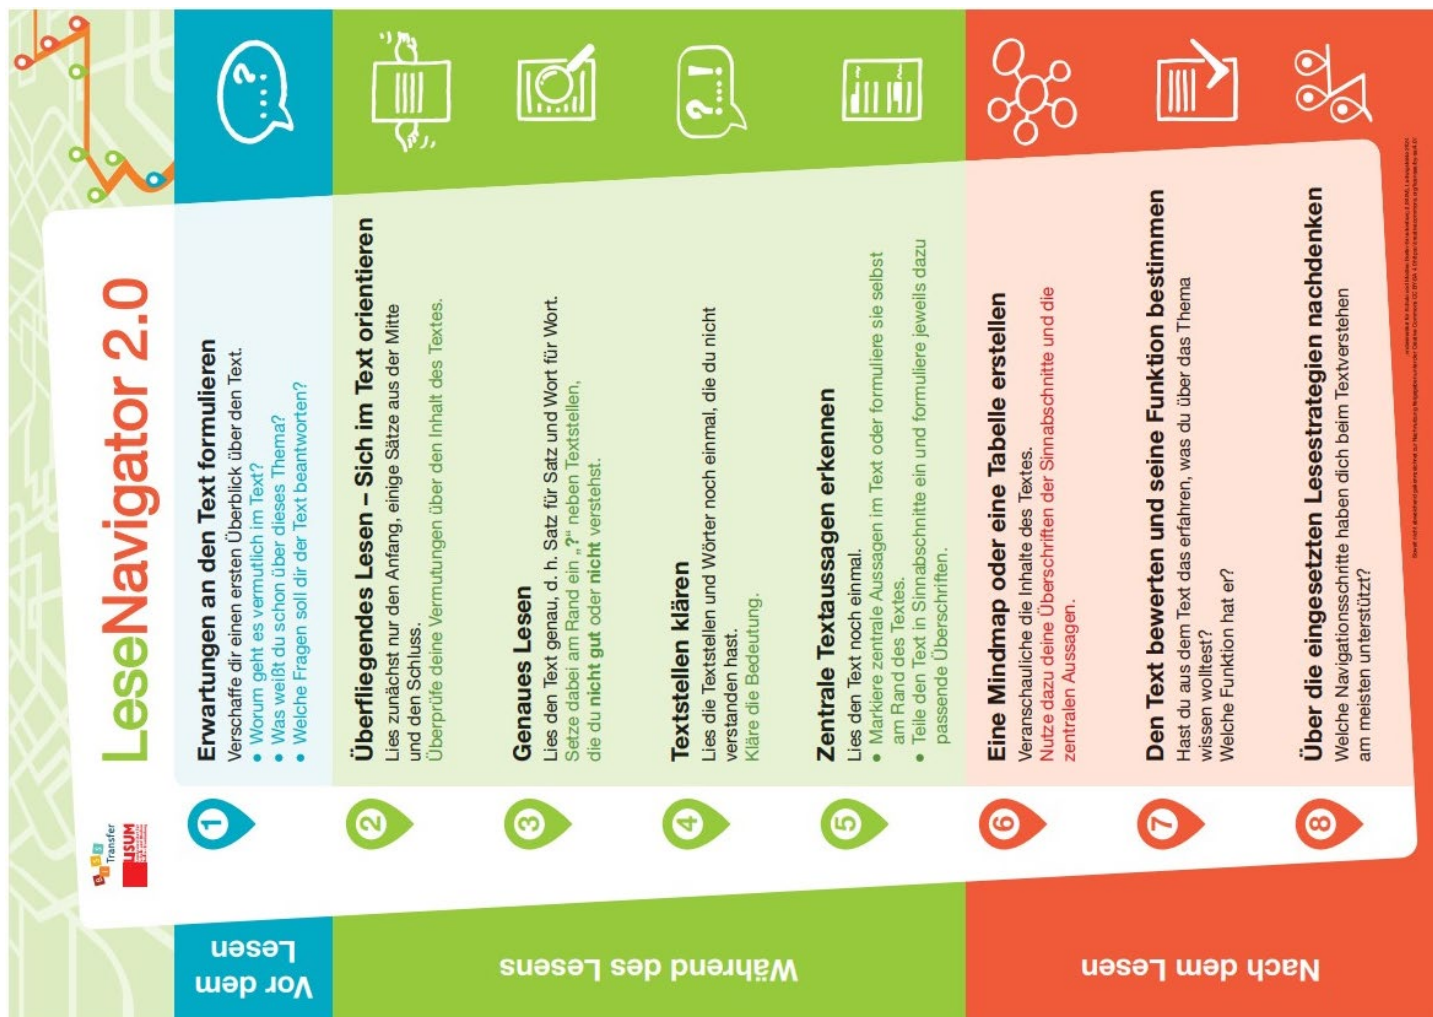 BiSS
Transfer
LISUM
LeseNavigator 2.0
Vor dem
Lesen
1
Erwartungen an den Text formulieren
Verschaffe dir einen ersten Überblick über den Text.
• Worum geht es vermutlich im Text?
• Was weißt du schon über dieses Thema?
• Welche Fragen soll dir der Text beantworten?
?....
Während des Lesens
2
Überfliegendes Lesen – Sich im Text orientieren
Lies zunächst nur den Anfang, einige Sätze aus der Mitte
und den Schluss.
Überprüfe deine Vermutungen über den Inhalt des Textes.
3
Genaues Lesen
Lies den Text genau, d. h. Satz für Satz und Wort für Wort.
Setze dabei am Rand ein „?“ neben Textstellen,
die du nicht gut oder nicht verstehst.
4
Textstellen klären
Lies die Textstellen und Wörter noch einmal, die du nicht
verstanden hast.
Kläre die Bedeutung.
?....!
5
Zentrale Textaussagen erkennen
Lies den Text noch einmal.
• Markiere zentrale Aussagen im Text oder formuliere sie selbst
am Rand des Textes.
• Teile den Text in Sinnabschnitte ein und formuliere jeweils dazu
passende Überschriften.
Nach dem Lesen
6
Eine Mindmap oder eine Tabelle erstellen
Veranschauliche die Inhalte des Textes.
Nutze dazu deine Überschriften der Sinnabschnitte und die
zentralen Aussagen.
7
Den Text bewerten und seine Funktion bestimmen
Hast du aus dem Text das erfahren, was du über das Thema
wissen wolltest?
Welche Funktion hat er?
8
Über die eingesetzten Lesestrategien nachdenken
Welche Navigationsschritte haben dich beim Textverstehen
am meisten unterstützt?